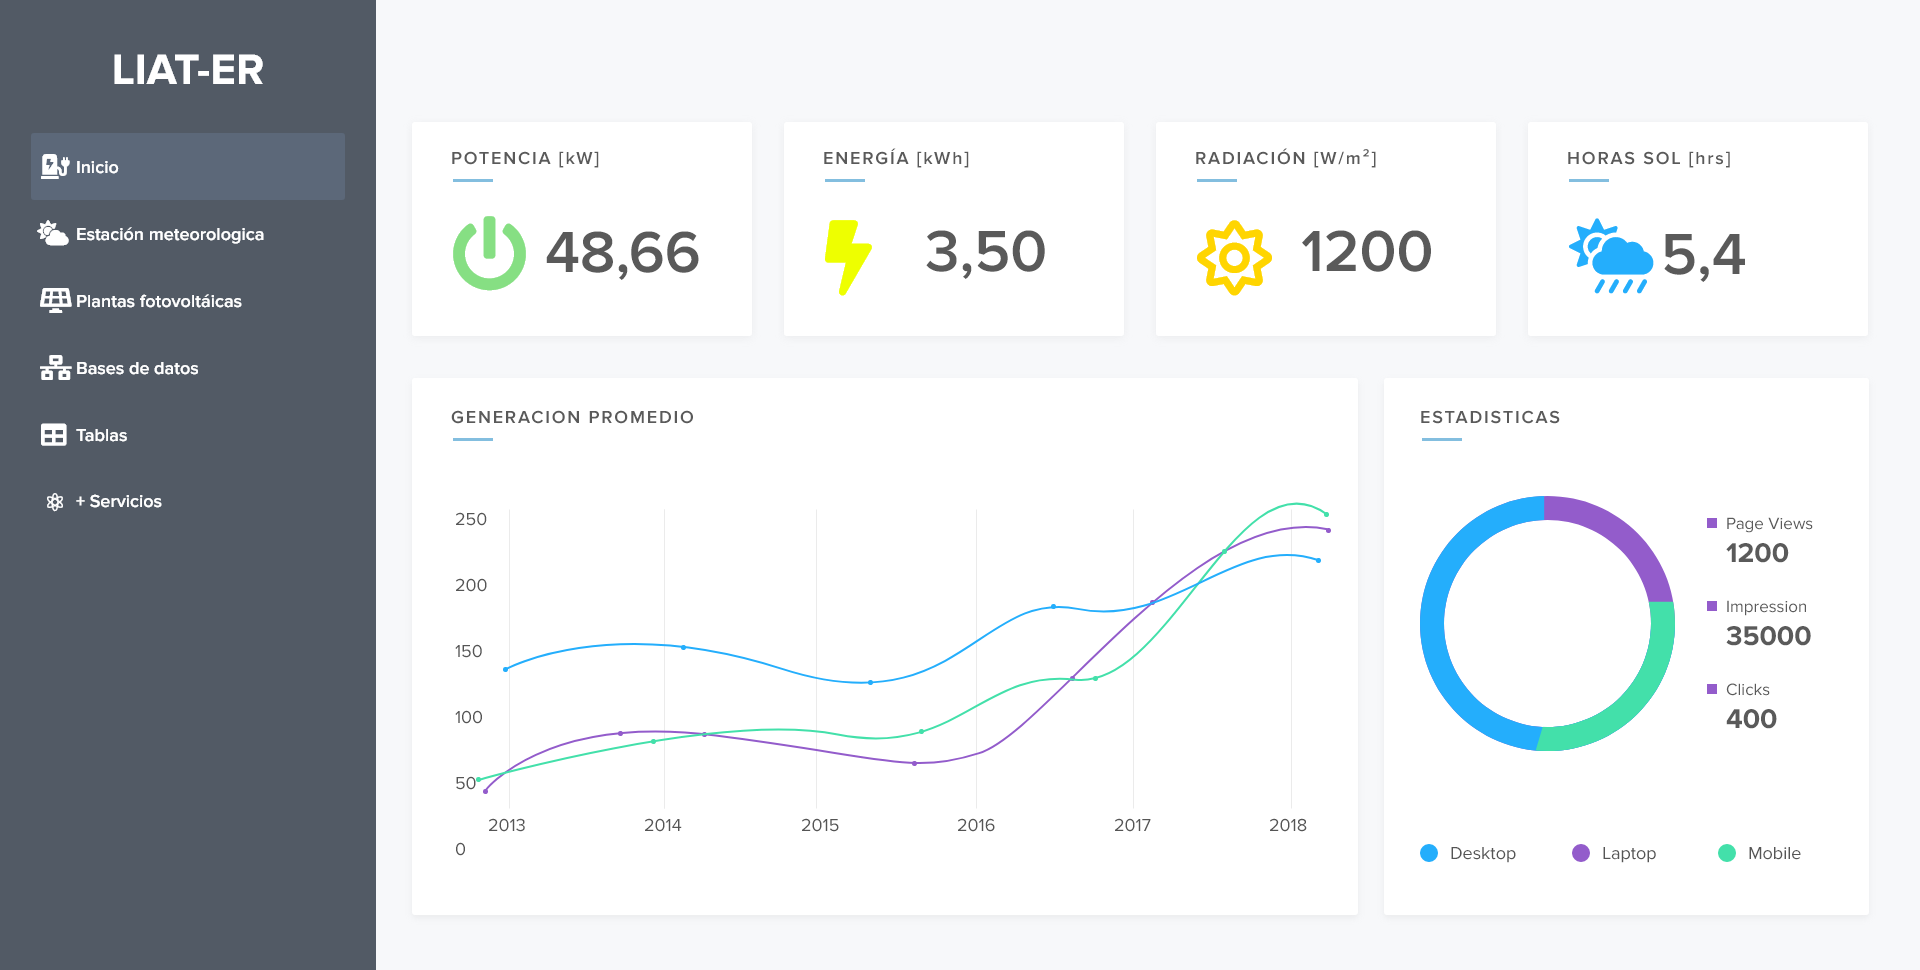 LIAT-ER
Inicio
Estación meteorologica
Plantas fotovoltáicas
Bases de datos
Tablas
+ Servicios
POTENCIA [kW]
48,66
ENERGÍA [kWh]
3,50
RADIACIÓN [W/m²]
1200
HORAS SOL [hrs]
5,4
GENERACION PROMEDIO
250
200
150
100
50
0
2013 2014 2015 2016 2017 2018
ESTADISTICAS
Page Views
1200
Impression
35000
Clicks
400
Desktop Laptop Mobile